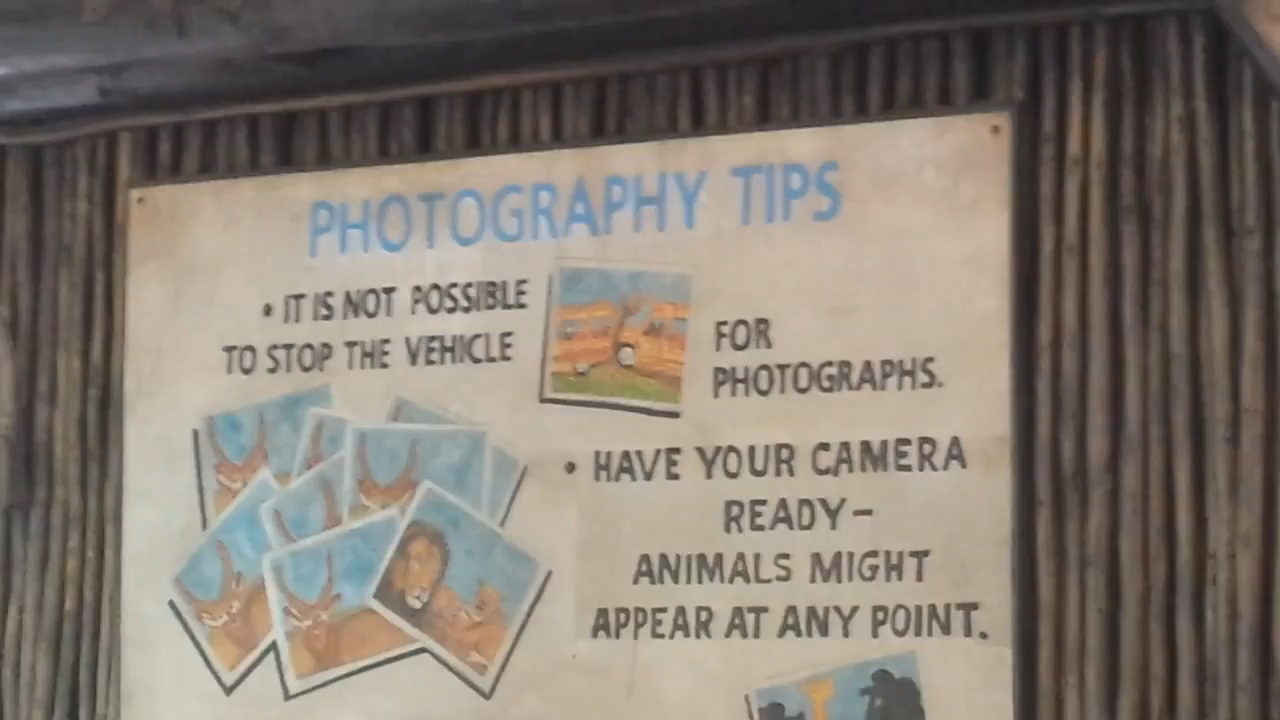 PHOTOGRAPHY TIPS
• IT IS NOT POSSIBLE
TO STOP THE VEHICLE
FOR
PHOTOGRAPHS.
• HAVE YOUR CAMERA
READY-
ANIMALS MIGHT
APPEAR AT ANY POINT.